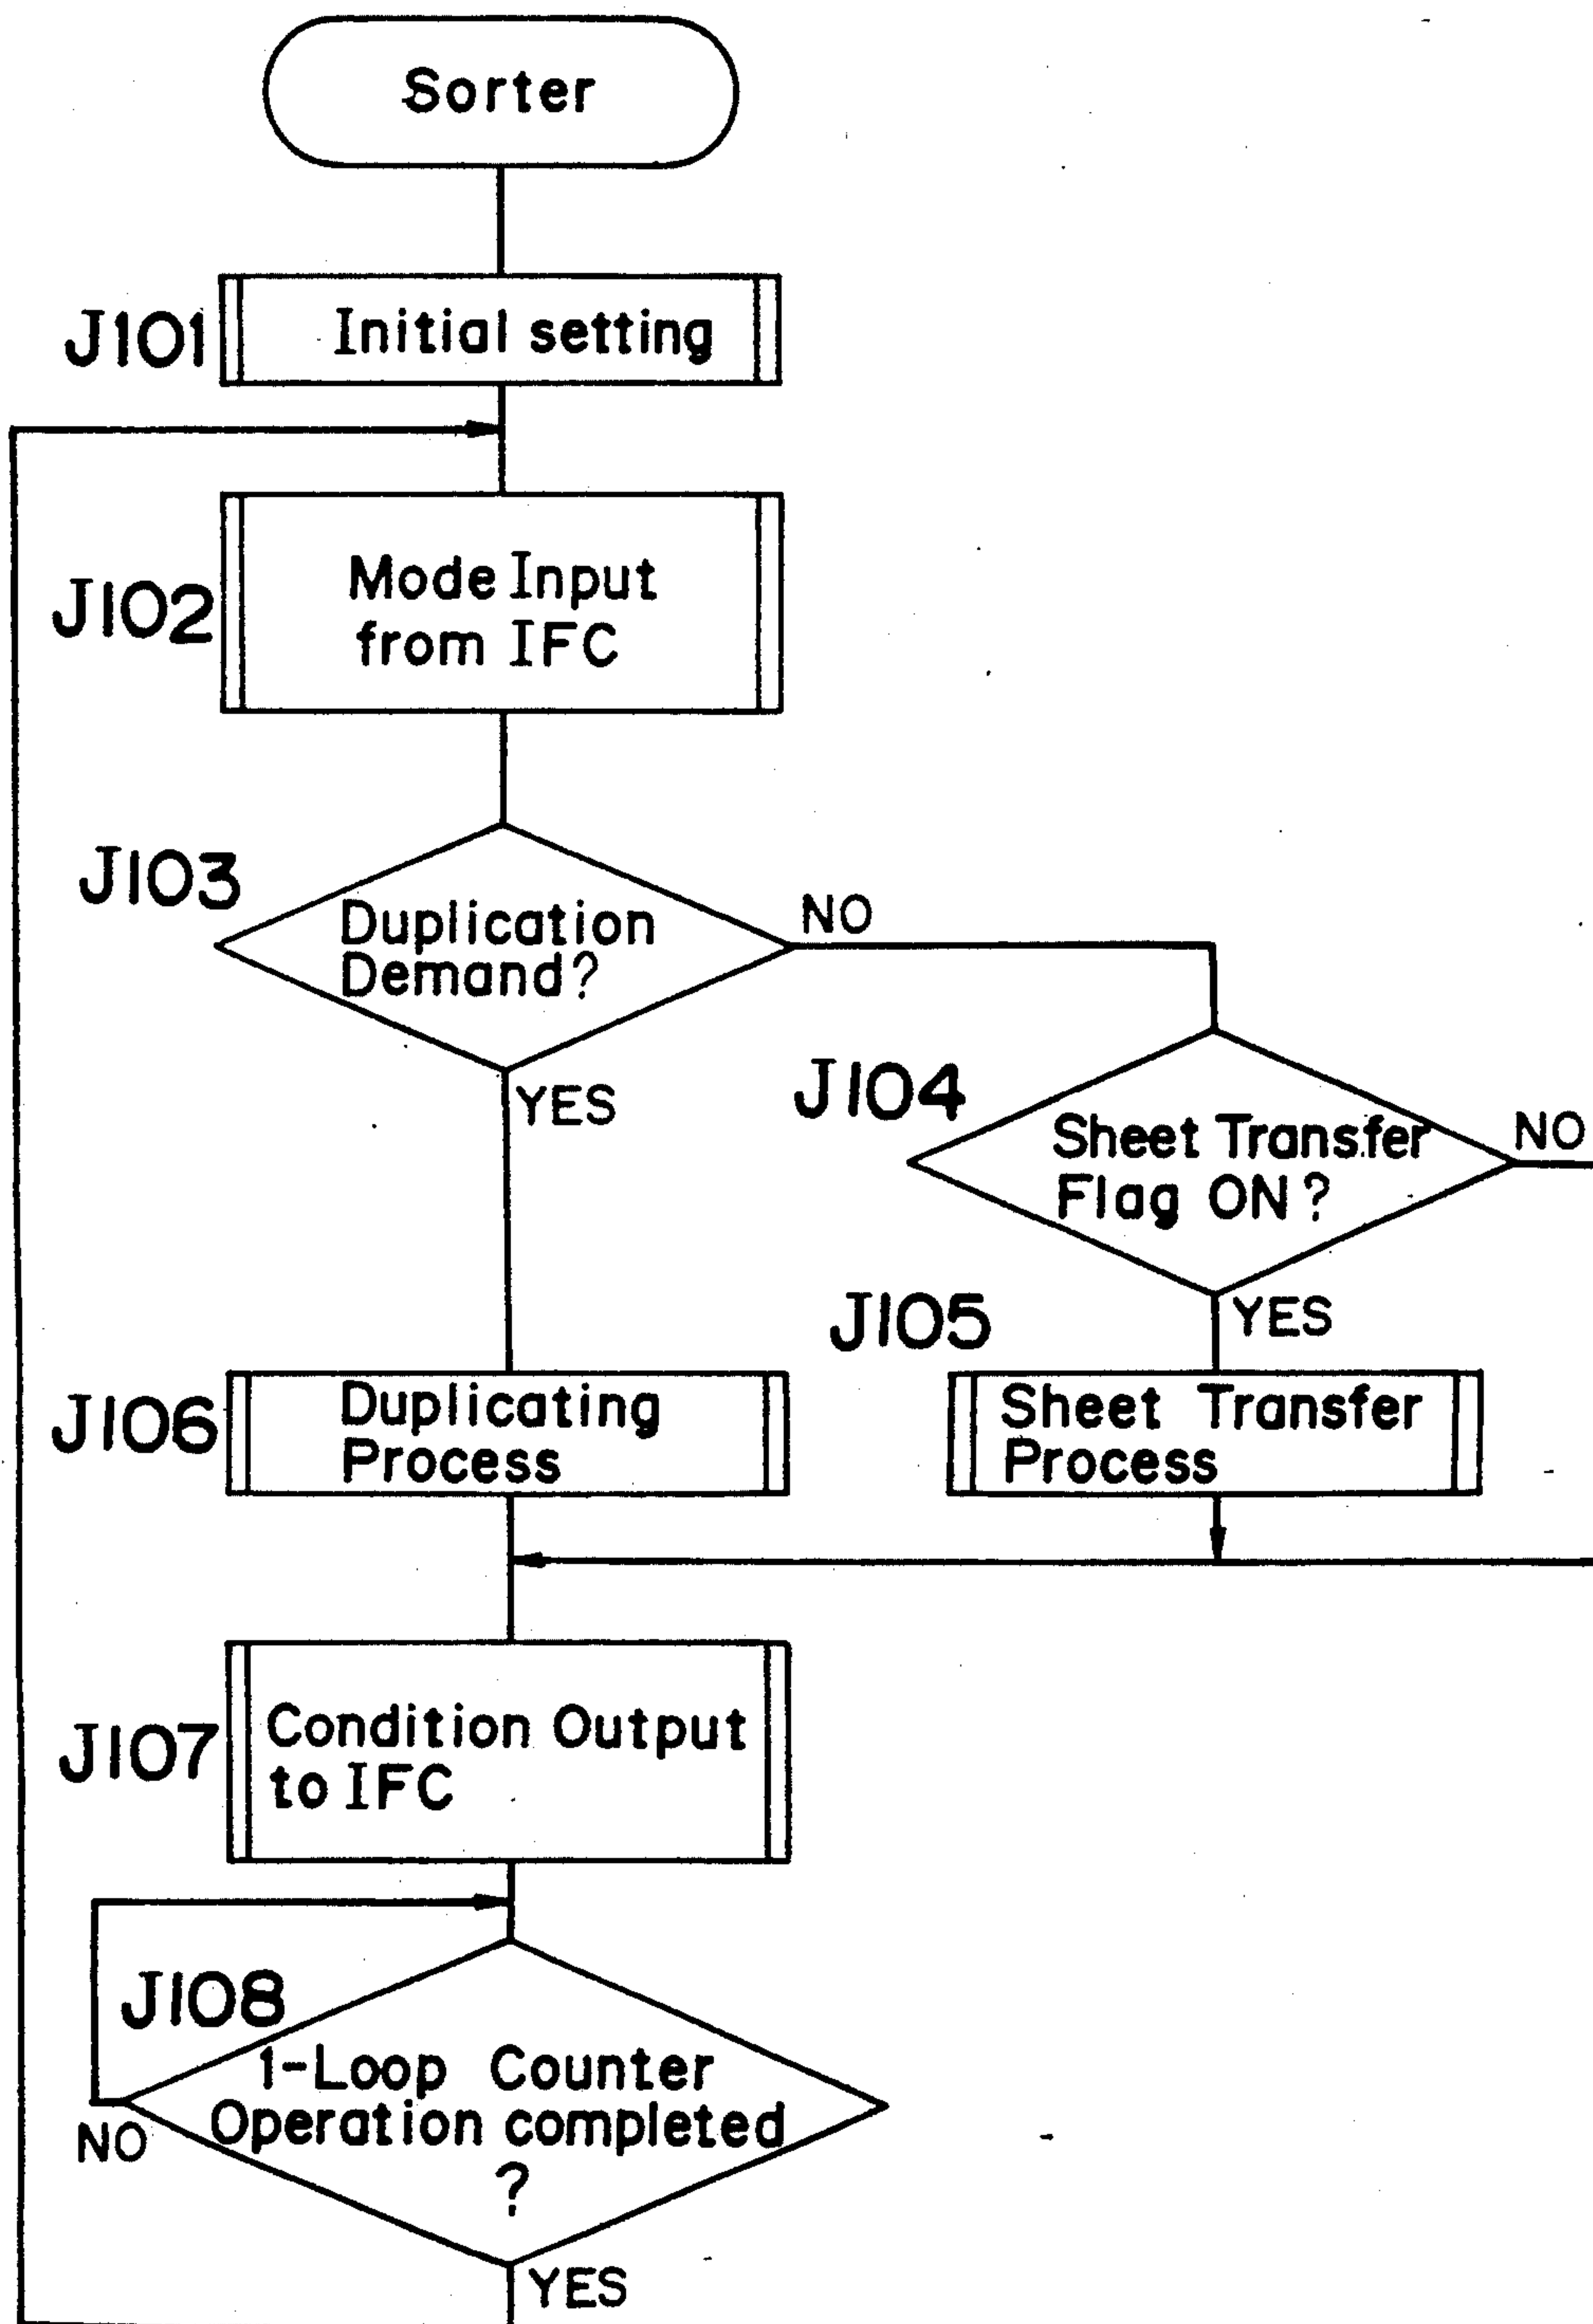 Sorter
J101
Initial setting
J102
Mode Input
from IFC
J103
Duplication
Demand?
NO
YES
J104
Sheet Transfer
Flag ON?
NO
YES
J105
Sheet Transfer
Process
J106
Duplicating
Process
J107
Condition Output
to IFC
J108
1-Loop Counter
Operation completed
?
NO
YES